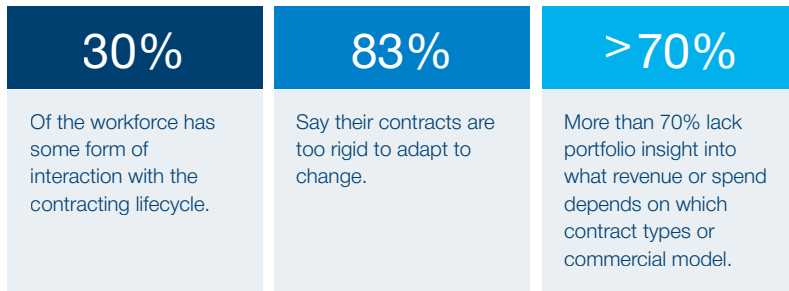 30%
Of the workforce has
some form of
interaction with the
contracting lifecycle.
83%
Say their contracts are
too rigid to adapt to
change.
>70%
More than 70% lack
portfolio insight into
what revenue or spend
depends on which
contract types or
commercial model.